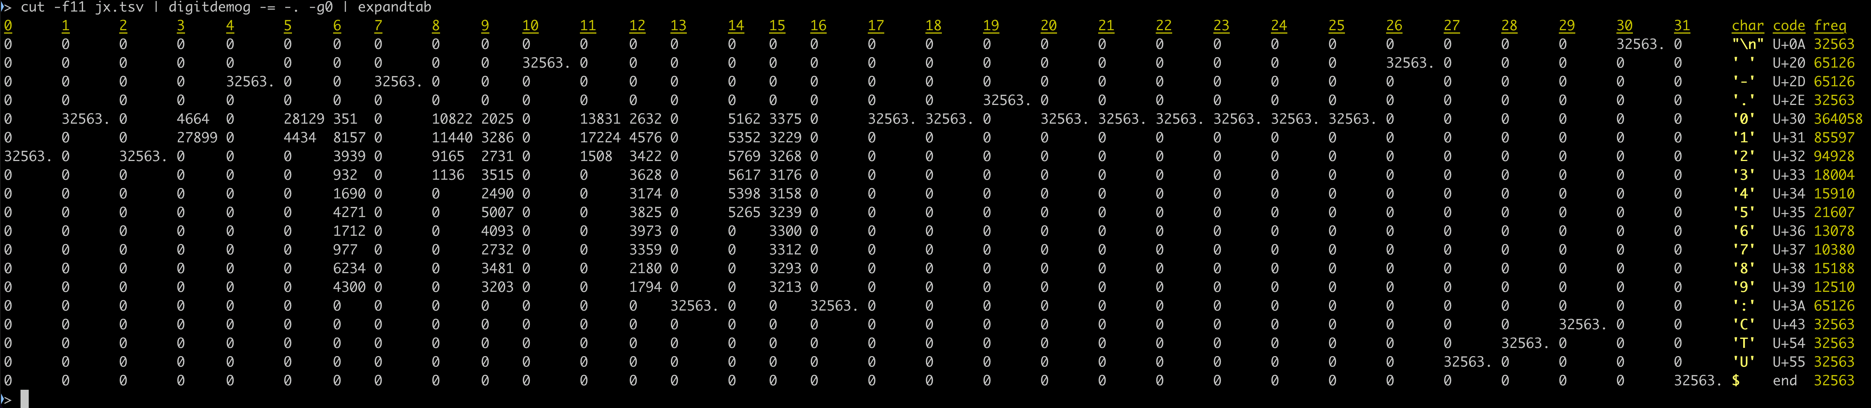 > cut -f11 jx.tsv | digitdemog -= -. -g0 | expandtab
0 1 2 3 4 5 6 7 8 9 10 11 12 13 14 15 16 17 18 19 20 21 22 23 24 25 26 27 28 29 30 31 char code freq
0 0 0 0 0 0 0 0 0 0 0 0 0 0 0 0 0 0 0 0 0 0 0 0 0 0 0 0 0 0 32563. 0 "\n" U+0A 32563
0 0 0 0 0 0 0 0 0 0 32563. 0 0 0 0 0 0 0 0 0 0 0 0 0 0 0 32563. 0 0 0 0 0 ' ' U+20 65126
0 0 0 0 32563. 0 0 32563. 0 0 0 0 0 0 0 0 0 0 0 0 0 0 0 0 0 0 0 0 0 0 0 0 '-' U+2D 65126
0 0 0 0 0 0 0 0 0 0 0 0 0 0 0 0 0 0 0 32563. 0 0 0 0 0 0 0 0 0 0 0 0 '.' U+2E 32563
0 32563. 0 4664 0 28129 351 0 10822 2025 0 13831 2632 0 5162 3375 0 32563. 32563. 0 32563. 32563. 32563. 32563. 32563. 32563. 0 0 0 0 0 0 '0' U+30 364058
0 0 0 27899 0 4434 8157 0 11440 3286 0 17224 4576 0 5352 3229 0 0 0 0 0 0 0 0 0 0 0 0 0 0 0 0 '1' U+31 85597
32563. 0 32563. 0 0 0 3939 0 9165 2731 0 1508 3422 0 5769 3268 0 0 0 0 0 0 0 0 0 0 0 0 0 0 0 0 '2' U+32 94928
0 0 0 0 0 0 932 0 1136 3515 0 0 3628 0 5617 3176 0 0 0 0 0 0 0 0 0 0 0 0 0 0 0 0 '3' U+33 18004
0 0 0 0 0 0 1690 0 0 2490 0 0 3174 0 5398 3158 0 0 0 0 0 0 0 0 0 0 0 0 0 0 0 0 '4' U+34 15910
0 0 0 0 0 0 4271 0 0 5007 0 0 3825 0 5265 3239 0 0 0 0 0 0 0 0 0 0 0 0 0 0 0 0 '5' U+35 21607
0 0 0 0 0 0 1712 0 0 4093 0 0 3973 0 0 3300 0 0 0 0 0 0 0 0 0 0 0 0 0 0 0 0 '6' U+36 13078
0 0 0 0 0 0 977 0 0 2732 0 0 3359 0 0 3312 0 0 0 0 0 0 0 0 0 0 0 0 0 0 0 0 '7' U+37 10380
0 0 0 0 0 0 6234 0 0 3481 0 0 2180 0 0 3293 0 0 0 0 0 0 0 0 0 0 0 0 0 0 0 0 '8' U+38 15188
0 0 0 0 0 0 4300 0 0 3203 0 0 1794 0 0 3213 0 0 0 0 0 0 0 0 0 0 0 0 0 0 0 0 '9' U+39 12510
0 0 0 0 0 0 0 0 0 0 0 0 0 32563. 0 0 32563. 0 0 0 0 0 0 0 0 0 0 0 0 0 0 0 ':' U+3A 65126
0 0 0 0 0 0 0 0 0 0 0 0 0 0 0 0 0 0 0 0 0 0 0 0 0 0 0 0 0 32563. 0 0 'C' U+43 32563
0 0 0 0 0 0 0 0 0 0 0 0 0 0 0 0 0 0 0 0 0 0 0 0 0 0 0 0 32563. 0 0 0 'T' U+54 32563
0 0 0 0 0 0 0 0 0 0 0 0 0 0 0 0 0 0 0 0 0 0 0 0 0 0 0 32563. 0 0 0 0 'U' U+55 32563
0 0 0 0 0 0 0 0 0 0 0 0 0 0 0 0 0 0 0 0 0 0 0 0 0 0 0 0 0 0 0 32563. $ end 32563
>